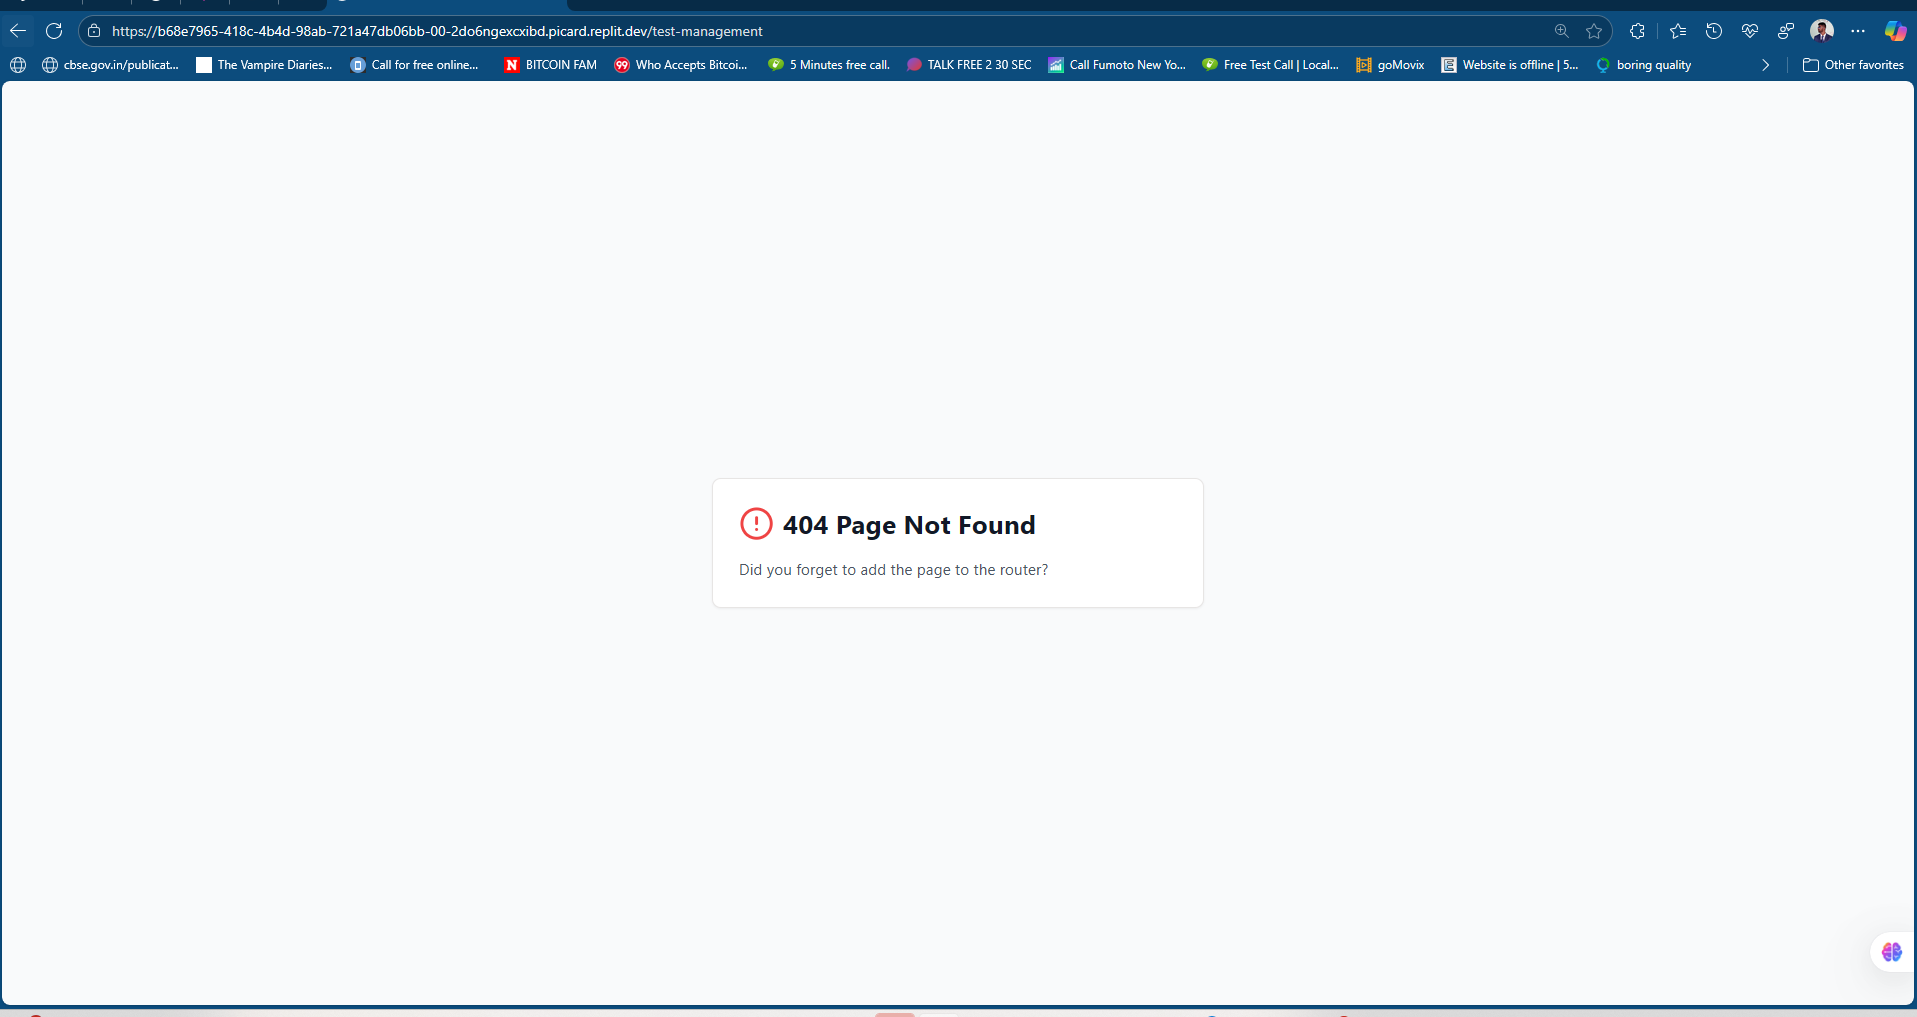 https://b68e7965-418c-4b4d-98ab-721a47db06bb-00-2do6ngexcxibd.picard.replit.dev/test-management
cbse.gov.in/publicat... The Vampire Diaries... Call for free online... N BITCOIN FAM 99 Who Accepts Bitcoi... 5 Minutes free call. TALK FREE 2 30 SEC Call Fumoto New Yo... Free Test Call | Local... goMovix Website is offline | 5... boring quality Other favorites
404 Page Not Found
Did you forget to add the page to the router?